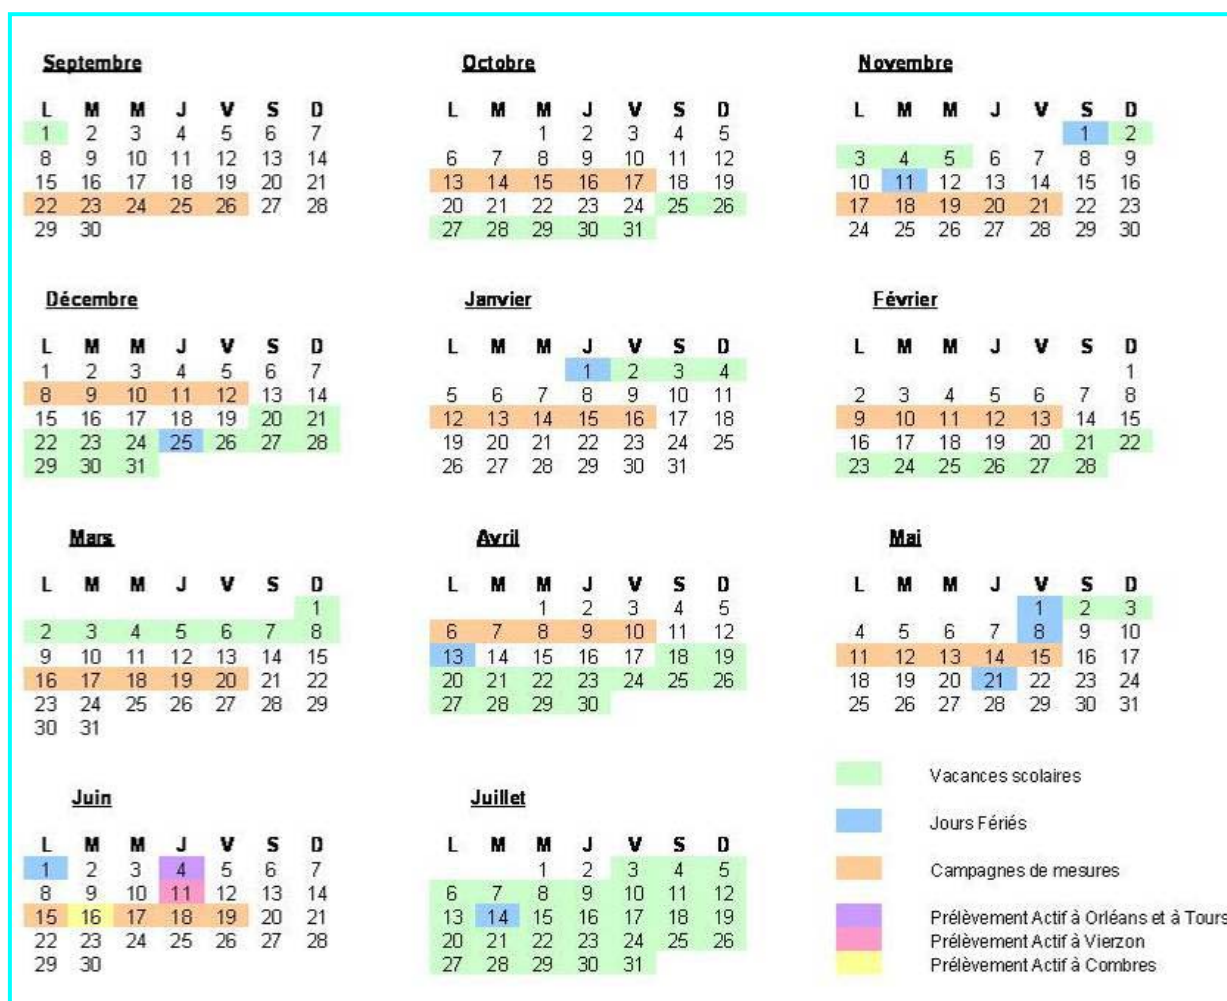 Septembre
L M M J V S D
1 2 3 4 5 6 7
8 9 10 11 12 13 14
15 16 17 18 19 20 21
22 23 24 25 26 27 28
29 30
Octobre
L M M J V S D
1 2 3 4 5
6 7 8 9 10 11 12
13 14 15 16 17 18 19
20 21 22 23 24 25 26
27 28 29 30 31
Novembre
L M M J V S D
1 2
3 4 5 6 7 8 9
10 11 12 13 14 15 16
17 18 19 20 21 22 23
24 25 26 27 28 29 30
Décembre
L M M J V S D
1 2 3 4 5 6 7
8 9 10 11 12 13 14
15 16 17 18 19 20 21
22 23 24 25 26 27 28
29 30 31
Janvier
L M M J V S D
1 2 3 4
5 6 7 8 9 10 11
12 13 14 15 16 17 18
19 20 21 22 23 24 25
26 27 28 29 30 31
Février
L M M J V S D
1
2 3 4 5 6 7 8
9 10 11 12 13 14 15
16 17 18 19 20 21 22
23 24 25 26 27 28
Mars
L M M J V S D
1
2 3 4 5 6 7 8
9 10 11 12 13 14 15
16 17 18 19 20 21 22
23 24 25 26 27 28 29
30 31
Avril
L M M J V S D
1 2 3 4 5
6 7 8 9 10 11 12
13 14 15 16 17 18 19
20 21 22 23 24 25 26
27 28 29 30
Mai
L M M J V S D
1 2 3
4 5 6 7 8 9 10
11 12 13 14 15 16 17
18 19 20 21 22 23 24
25 26 27 28 29 30 31
Juin
L M M J V S D
1 2 3 4 5 6 7
8 9 10 11 12 13 14
15 16 17 18 19 20 21
22 23 24 25 26 27 28
29 30
Juillet
L M M J V S D
1 2 3 4 5
6 7 8 9 10 11 12
13 14 15 16 17 18 19
20 21 22 23 24 25 26
27 28 29 30 31
Vacances scolaires
Jours Fériés
Campagnes de mesures
Prélèvement Actif à Orléans et à Tours
Prélèvement Actif à Vierzon
Prélèvement Actif à Combres